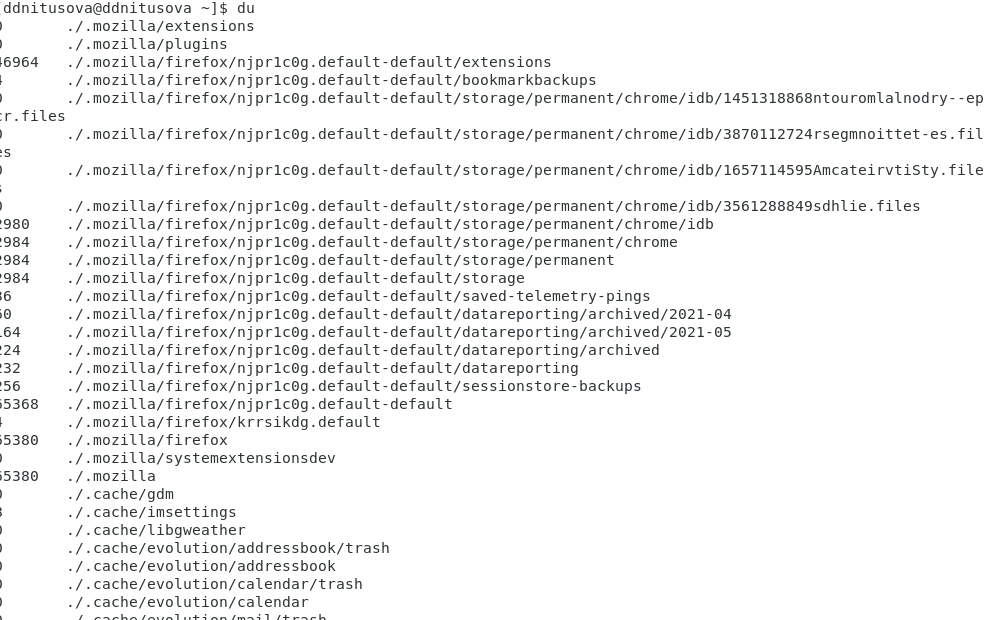 [ddnitusova@ddnitusova ~]$ du
0 ./.mozilla/extensions
0 ./.mozilla/plugins
46964 ./.mozilla/firefox/njpr1c0g.default-default/extensions
4 ./.mozilla/firefox/njpr1c0g.default-default/bookmarkbackups
0 ./.mozilla/firefox/njpr1c0g.default-default/storage/permanent/chrome/idb/1451318868ntouromlalnodry--ep
cr.files
0 ./.mozilla/firefox/njpr1c0g.default-default/storage/permanent/chrome/idb/3870112724rsegmnoittet-es.fil
es
0 ./.mozilla/firefox/njpr1c0g.default-default/storage/permanent/chrome/idb/1657114595AmcateirvtiSty.file
s
0 ./.mozilla/firefox/njpr1c0g.default-default/storage/permanent/chrome/idb/3561288849sdhlie.files
2980 ./.mozilla/firefox/njpr1c0g.default-default/storage/permanent/chrome/idb
2984 ./.mozilla/firefox/njpr1c0g.default-default/storage/permanent/chrome
2984 ./.mozilla/firefox/njpr1c0g.default-default/storage/permanent
2984 ./.mozilla/firefox/njpr1c0g.default-default/storage
36 ./.mozilla/firefox/njpr1c0g.default-default/saved-telemetry-pings
60 ./.mozilla/firefox/njpr1c0g.default-default/datareporting/archived/2021-04
164 ./.mozilla/firefox/njpr1c0g.default-default/datareporting/archived/2021-05
224 ./.mozilla/firefox/njpr1c0g.default-default/datareporting/archived
232 ./.mozilla/firefox/njpr1c0g.default-default/datareporting
256 ./.mozilla/firefox/njpr1c0g.default-default/sessionstore-backups
65368 ./.mozilla/firefox/njpr1c0g.default-default
4 ./.mozilla/firefox/krrsikdg.default
65380 ./.mozilla/firefox
0 ./.mozilla/systemextensionsdev
65380 ./.mozilla
0 ./.cache/gdm
8 ./.cache/imsettings
0 ./.cache/libgweather
0 ./.cache/evolution/addressbook/trash
0 ./.cache/evolution/addressbook
0 ./.cache/evolution/calendar/trash
0 ./.cache/evolution/calendar
0 ./.cache/evolution/mail/trash